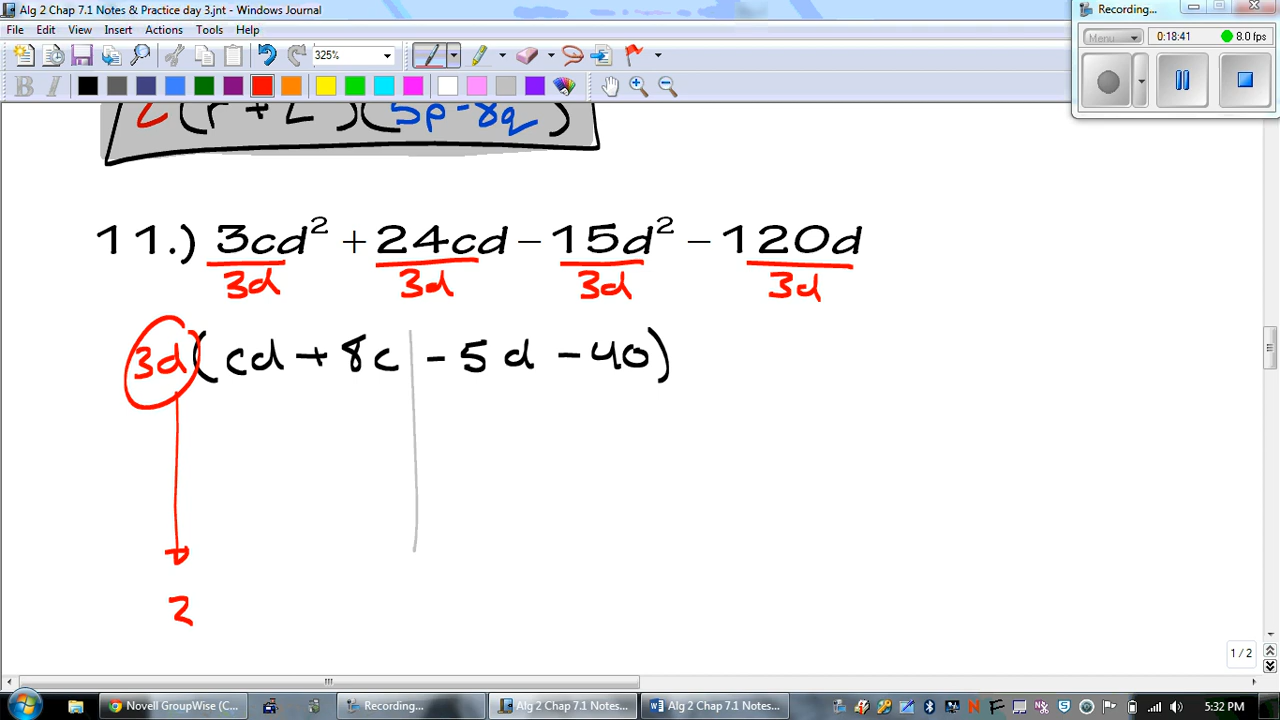 Alg 2 Chap 7.1 Notes & Practice day 3.jnt - Windows Journal
Recording...
File Edit View Insert Actions Tools Help
Menu 0:18:41 8.0 fps
325%
B I
(5p - 8q)
11.) 3cd² + 24cd - 15d² - 120d
3d 3d 3d 3d
3d(cd + 8c - 5d - 40)
2
1 / 2
Novell GroupWise (C... Recording... Alg 2 Chap 7.1 Notes... Alg 2 Chap 7.1 Notes... 5:32 PM